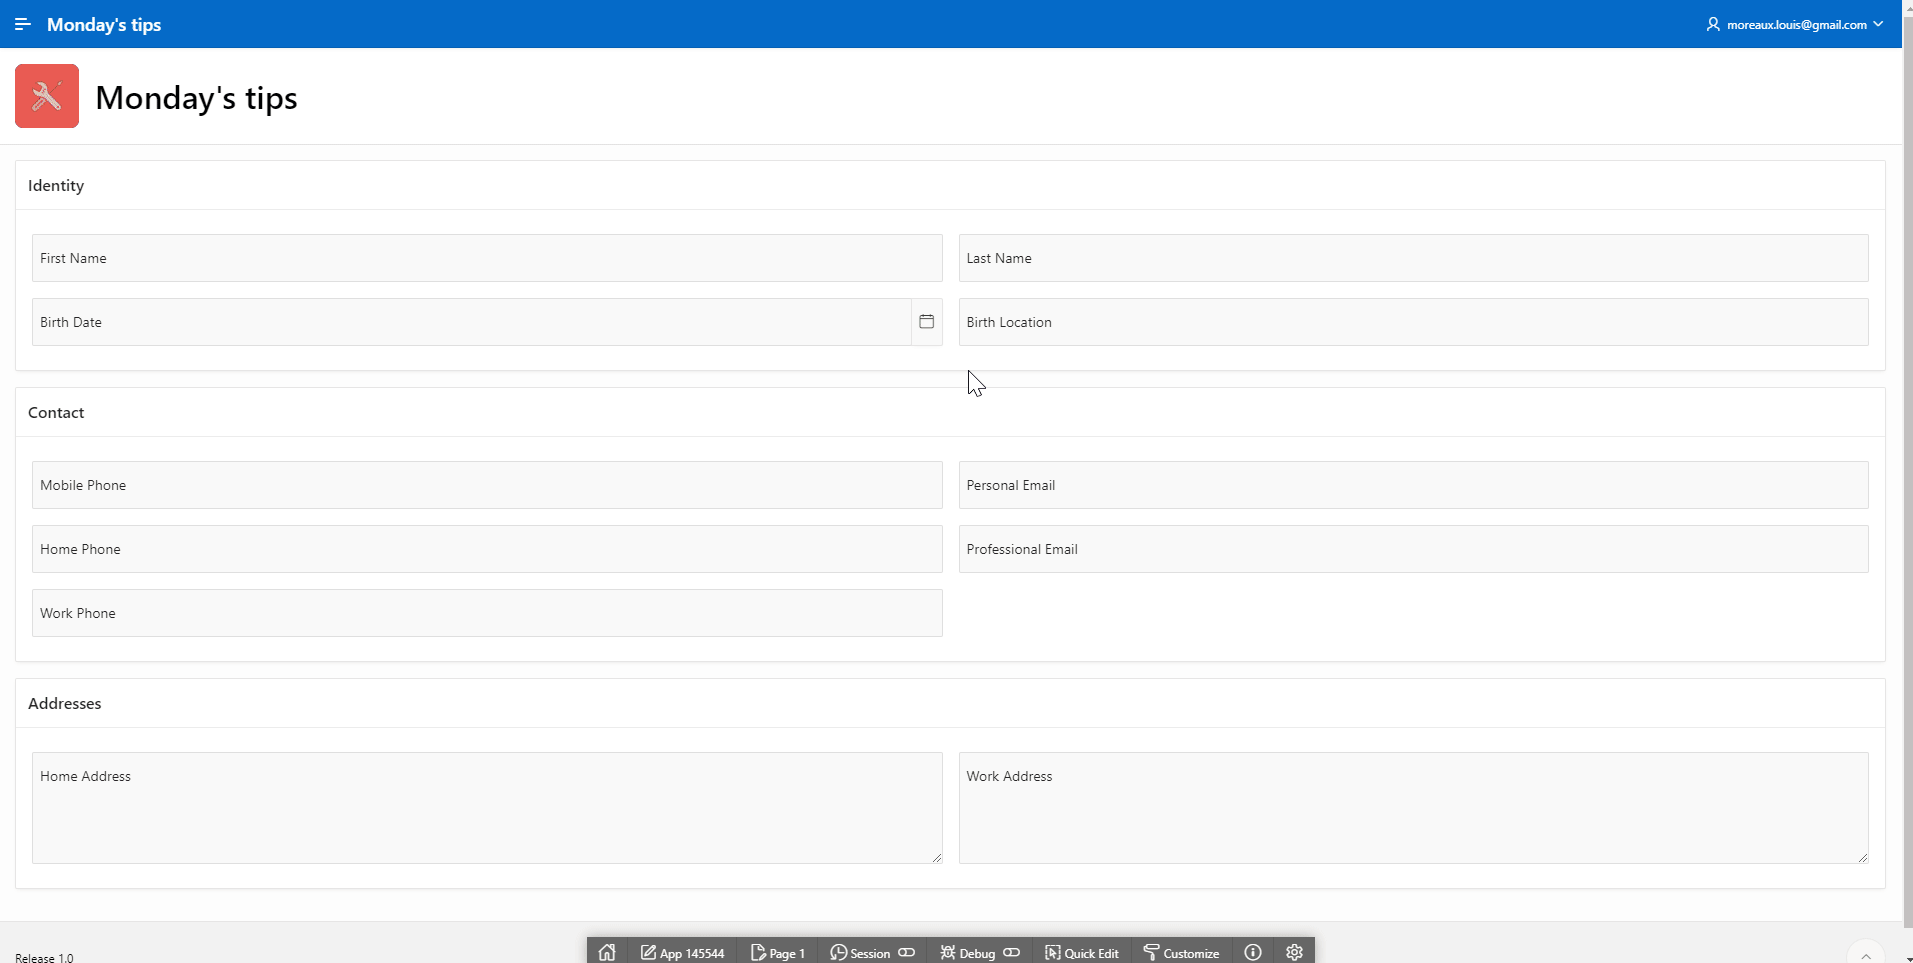 Monday's tips
moreaux.louis@gmail.com
Monday's tips
Identity
First Name
Last Name
Birth Date
Birth Location
Contact
Mobile Phone
Personal Email
Home Phone
Professional Email
Work Phone
Addresses
Home Address
Work Address
Release 1.0
App 145544
Page 1
Session
Debug
Quick Edit
Customize